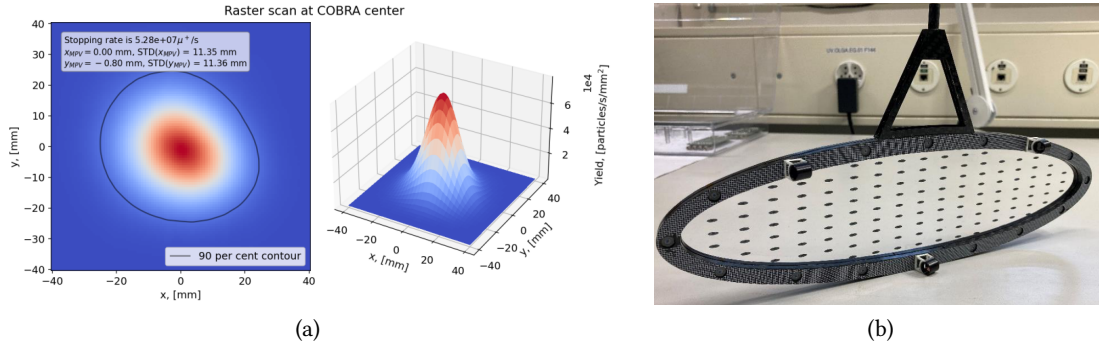 Raster scan at COBRA center
Stopping rate is 5.28e+07μ⁺/s
x_MPV = 0.00 mm, STD(x_MPV) = 11.35 mm
y_MPV = − 0.80 mm, STD(y_MPV) = 11.36 mm
40
30
20
10
0
−10
−20
−30
−40
y, [mm]
−40 −20 0 20 40
x, [mm]
90 per cent contour
1e4
6
4
2
Yield, [particles/s/mm²]
−40 −20 0 20 40
x, [mm]
−40 −20 0 20 40
y, [mm]
(a)
(b)